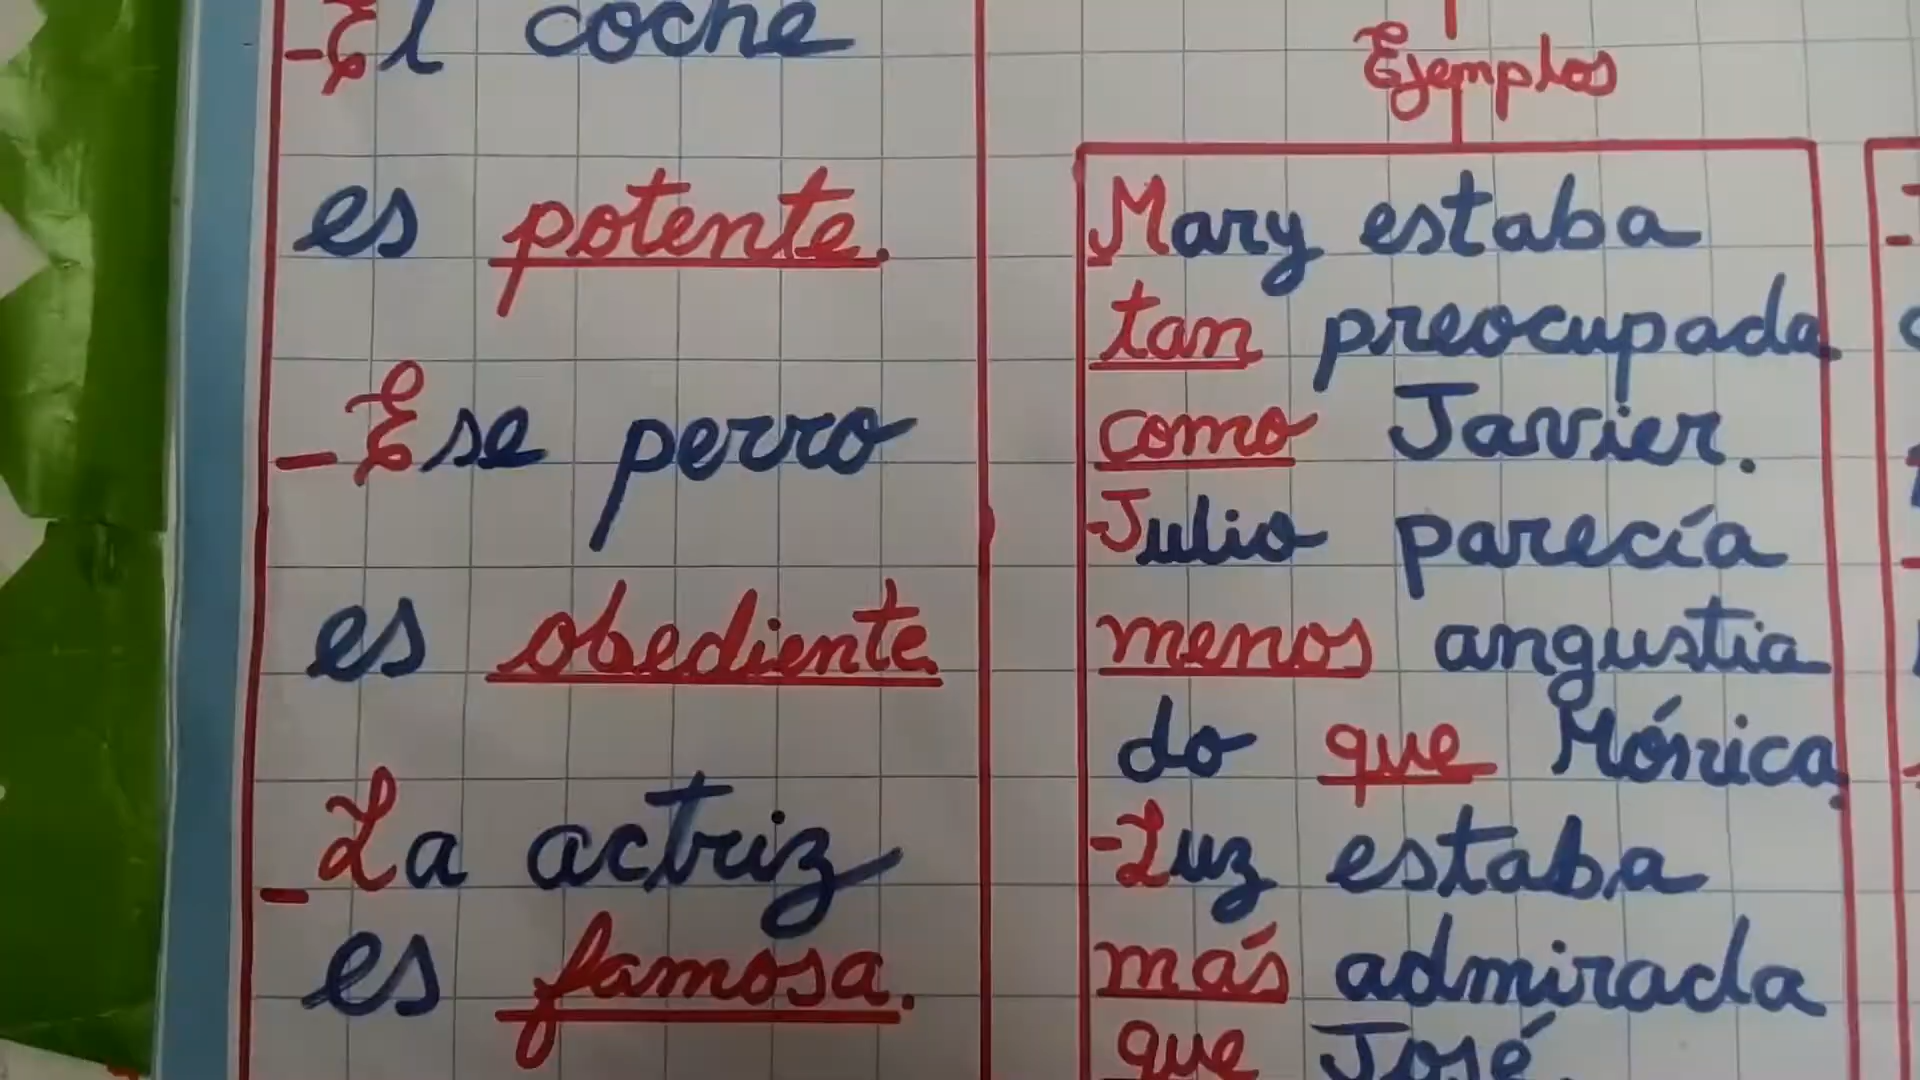 -El coche
es potente.
-Ese perro
es obediente.
-La actriz
es famosa.
Ejemplos
Mary estaba
tan preocupada
como Javier.
-Julio parecía
menos angustia
do que Mónica.
-Luz estaba
más admirada
que José.